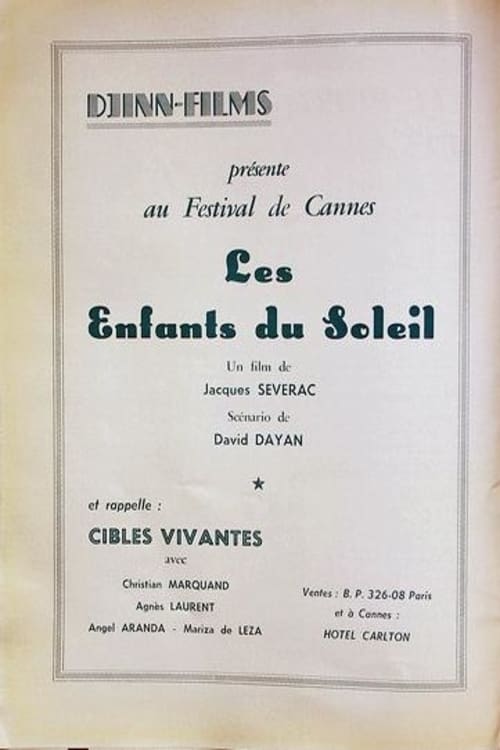 DJINN-FILMS
présente
au Festival de Cannes
Les
Enfants du Soleil
Un film de
Jacques SEVERAC
Scénario de
David DAYAN
★
et rappelle :
CIBLES VIVANTES
avec
Christian MARQUAND
Agnès LAURENT
Angel ARANDA - Mariza de LEZA
Ventes : B. P. 326-08 Paris
et à Cannes :
HOTEL CARLTON